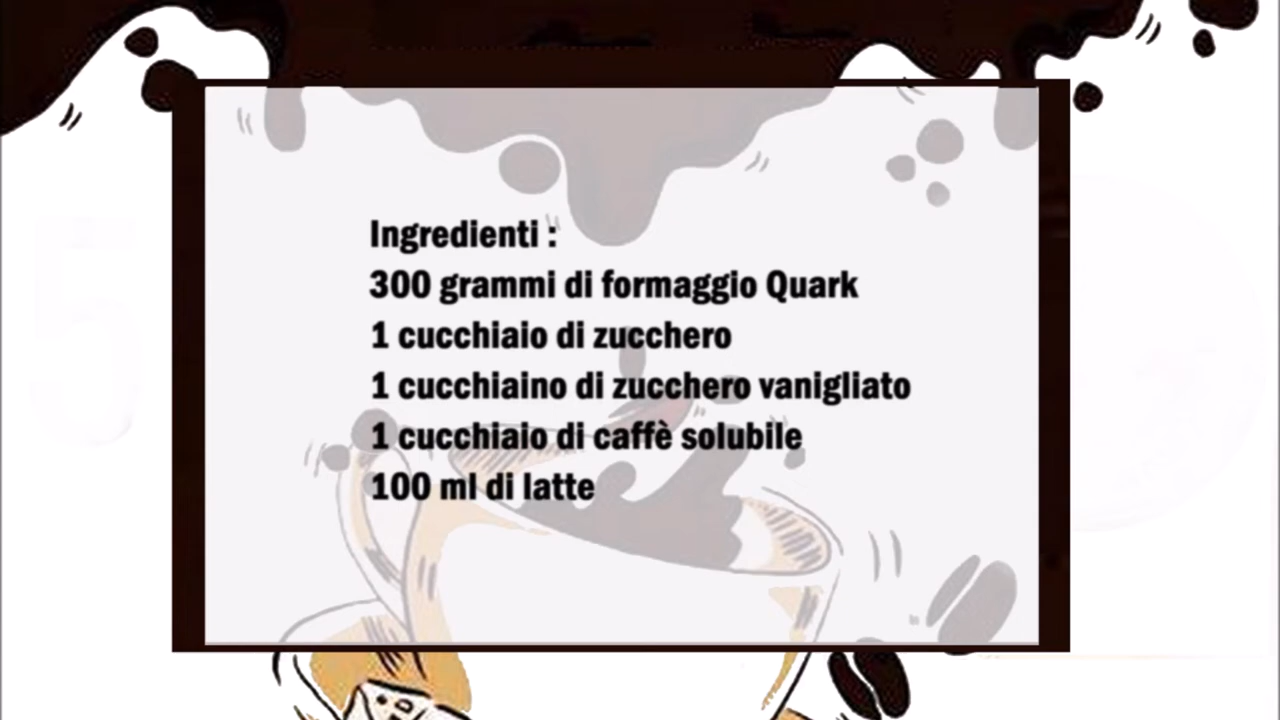 Ingredienti :
300 grammi di formaggio Quark
1 cucchiaio di zucchero
1 cucchiaino di zucchero vanigliato
1 cucchiaio di caffè solubile
100 ml di latte